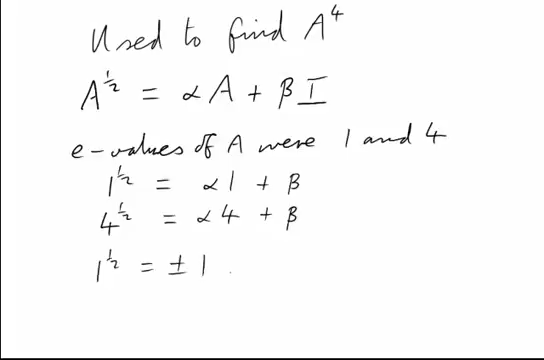 Used to find A⁴
A^½ = αA + βI
e-values of A were 1 and 4
1^½ = α1 + β
4^½ = α4 + β
1^½ = ±1